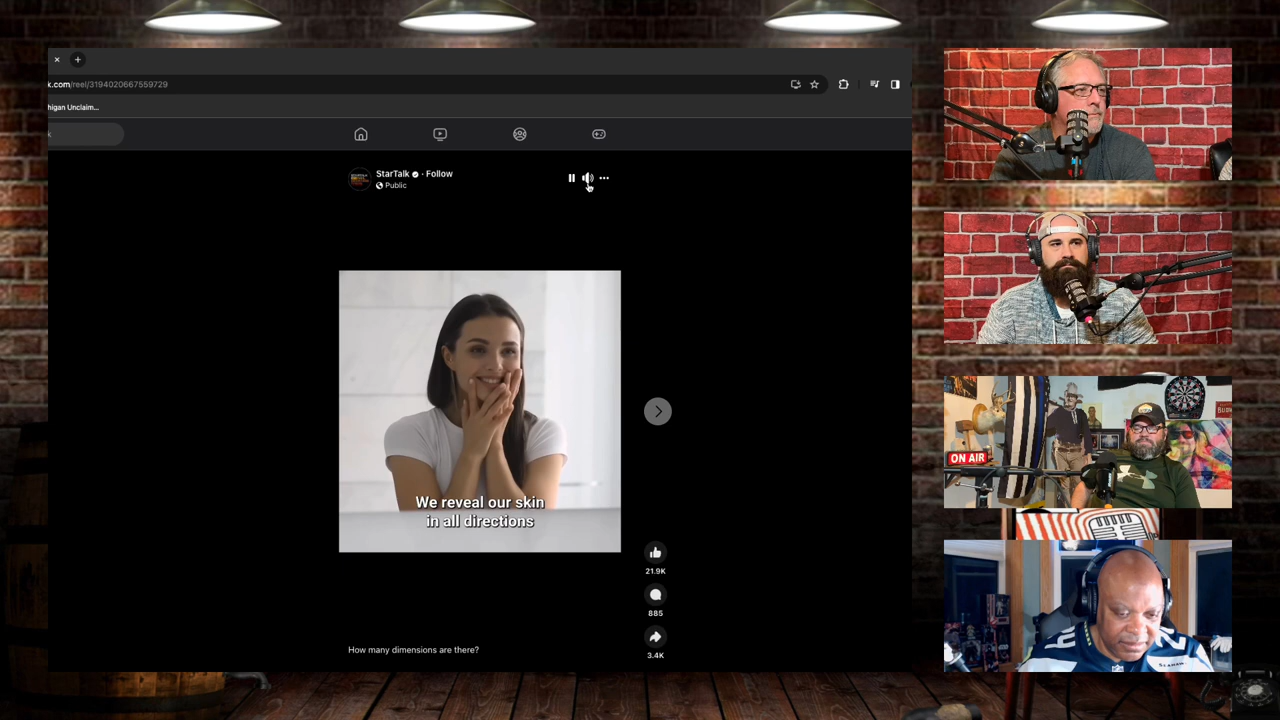 k.com/reel/3194020667559729
higan Unclaim...
k
StarTalk · Follow
Public
We reveal our skin
in all directions
21.9K
885
3.4K
How many dimensions are there?
ON AIR